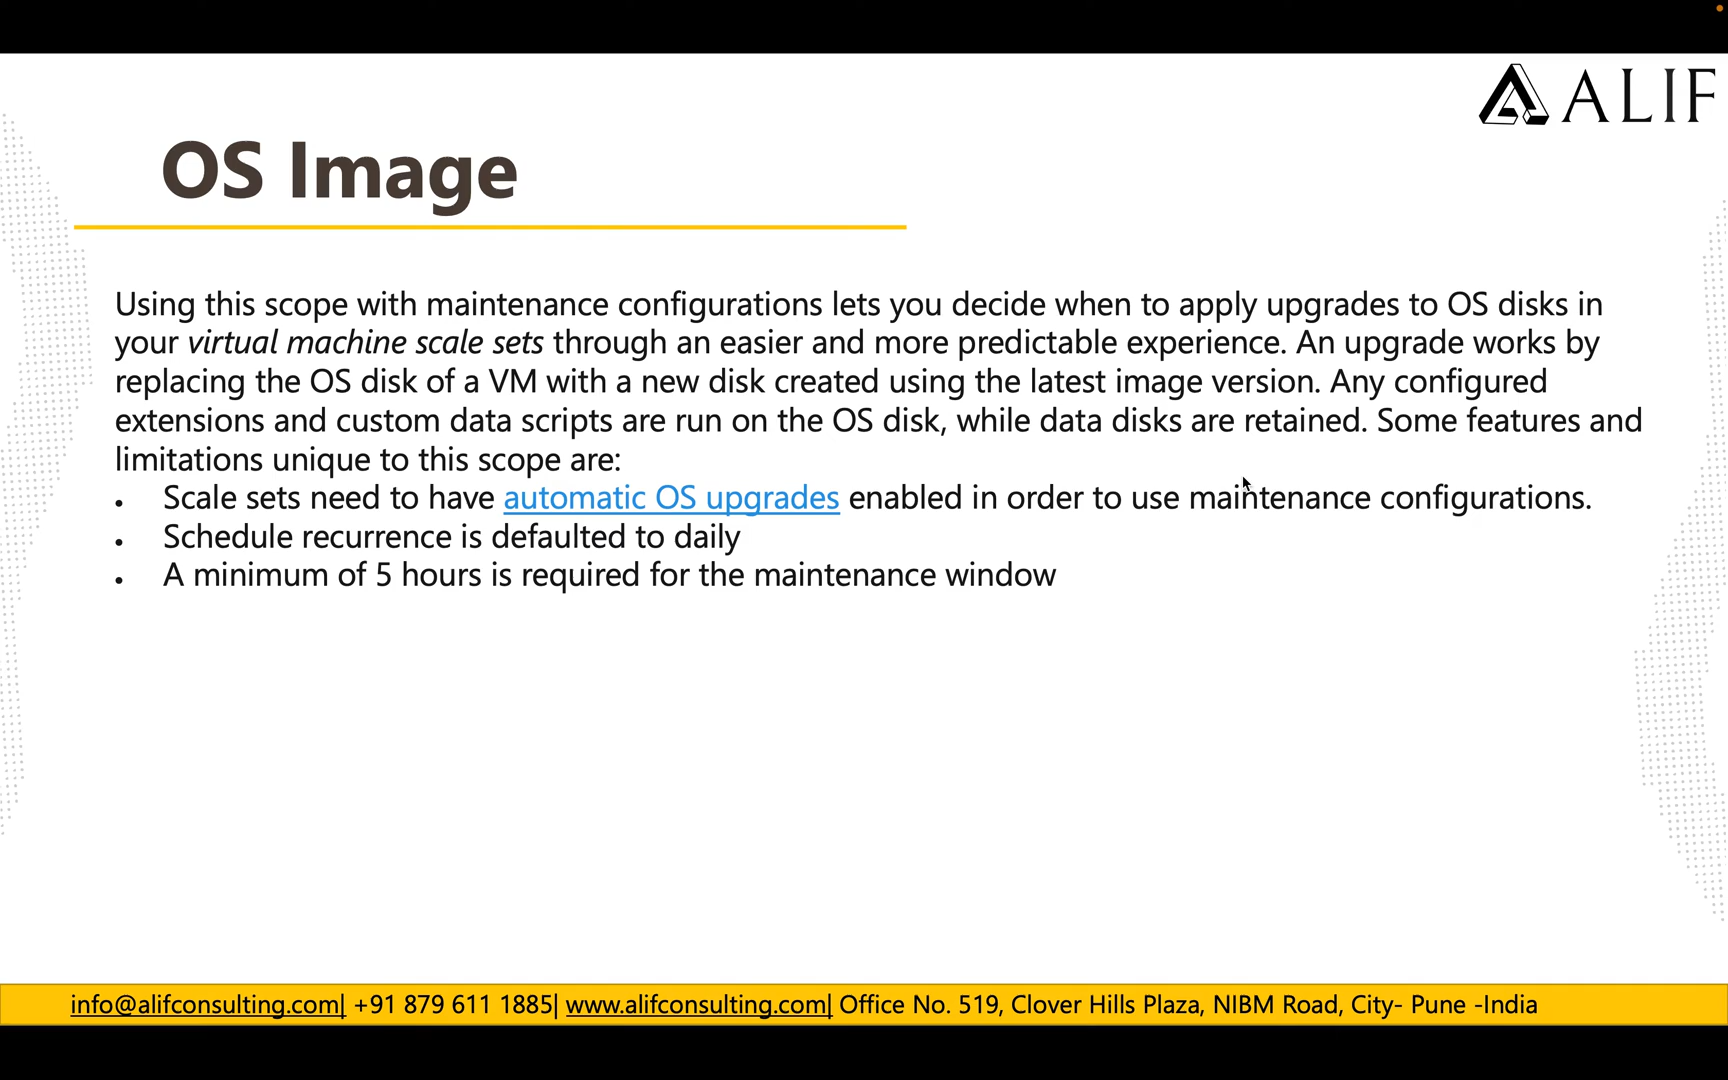 ALIF
OS Image
Using this scope with maintenance configurations lets you decide when to apply upgrades to OS disks in
your virtual machine scale sets through an easier and more predictable experience. An upgrade works by
replacing the OS disk of a VM with a new disk created using the latest image version. Any configured
extensions and custom data scripts are run on the OS disk, while data disks are retained. Some features and
limitations unique to this scope are:
• Scale sets need to have automatic OS upgrades enabled in order to use maintenance configurations.
• Schedule recurrence is defaulted to daily
• A minimum of 5 hours is required for the maintenance window
info@alifconsulting.com| +91 879 611 1885| www.alifconsulting.com| Office No. 519, Clover Hills Plaza, NIBM Road, City- Pune -India